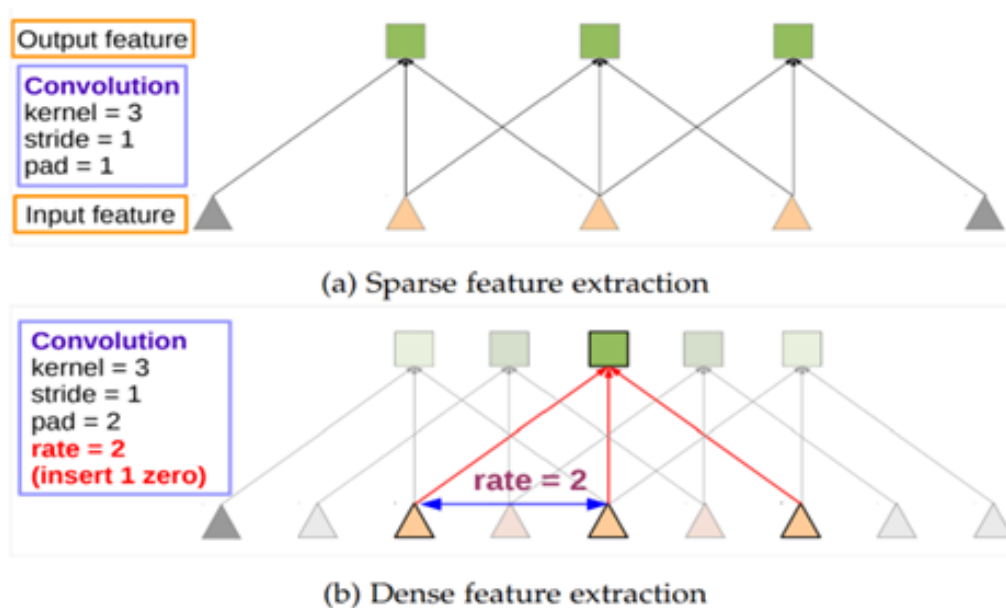 Output feature
Convolution
kernel = 3
stride = 1
pad = 1
Input feature
(a) Sparse feature extraction
Convolution
kernel = 3
stride = 1
pad = 2
rate = 2
(insert 1 zero)
rate = 2
(b) Dense feature extraction